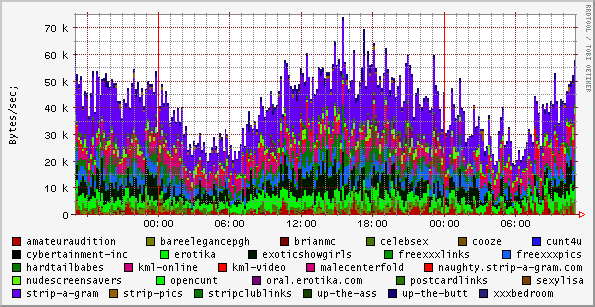 RRDTOOL / TOBI OETIKER
Bytes/sec;
70 k
60 k
50 k
40 k
30 k
20 k
10 k
0
00:00 06:00 12:00 18:00 00:00 06:00
amateuraudition bareelegancepgh brianmc celebsex cooze cunt4u
cybertainment-inc erotika exoticshowgirls freexxxlinks freexxxpics
hardtailbabes kml-online kml-video malecenterfold naughty.strip-a-gram.com
nudescreensavers opencunt oral.erotika.com postcardlinks sexylisa
strip-a-gram strip-pics stripclublinks up-the-ass up-the-butt xxxbedroom